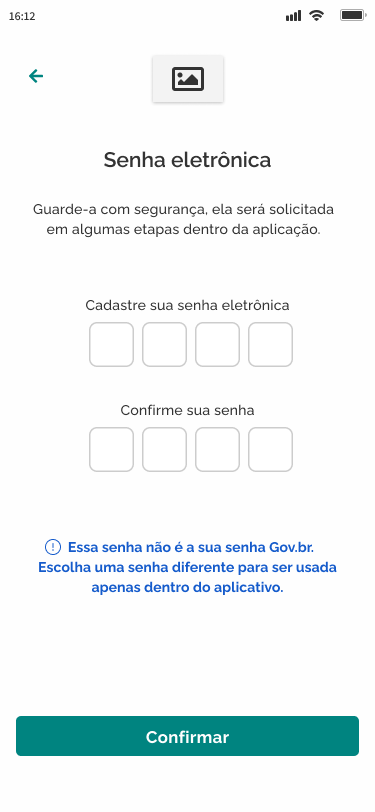 16:12
Senha eletrônica
Guarde-a com segurança, ela será solicitada
em algumas etapas dentro da aplicação.
Cadastre sua senha eletrônica
Confirme sua senha
Essa senha não é a sua senha Gov.br.
Escolha uma senha diferente para ser usada
apenas dentro do aplicativo.
Confirmar